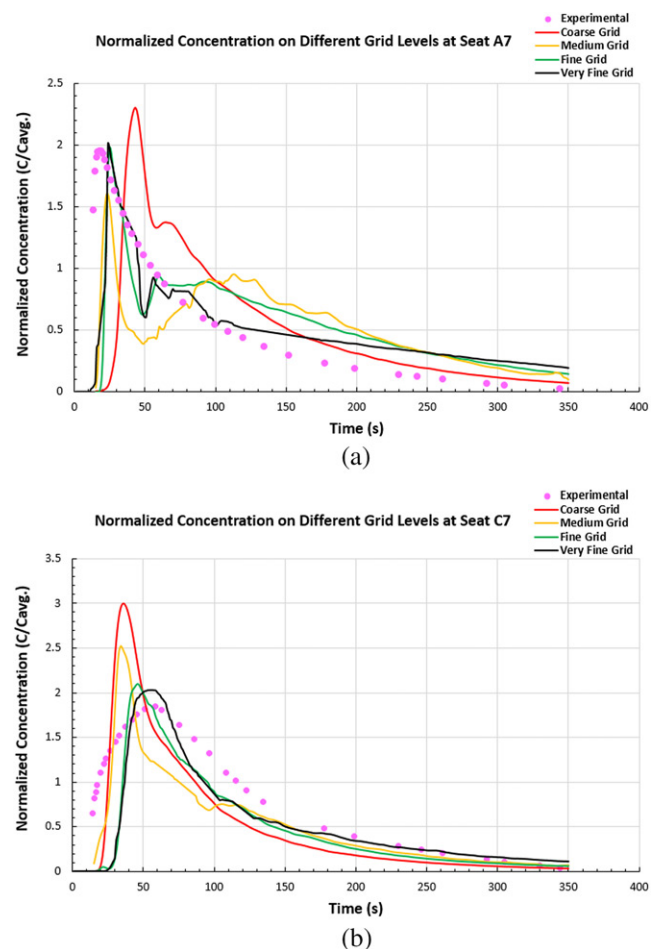 Normalized Concentration on Different Grid Levels at Seat A7
Experimental
Coarse Grid
Medium Grid
Fine Grid
Very Fine Grid
Normalized Concentration (C/Cavg.)
2.5
2
1.5
1
0.5
0
0 50 100 150 200 250 300 350 400
Time (s)
(a)
Normalized Concentration on Different Grid Levels at Seat C7
Experimental
Coarse Grid
Medium Grid
Fine Grid
Very Fine Grid
Normalized Concentration (C/Cavg.)
3.5
3
2.5
2
1.5
1
0.5
0
0 50 100 150 200 250 300 350 400
Time (s)
(b)